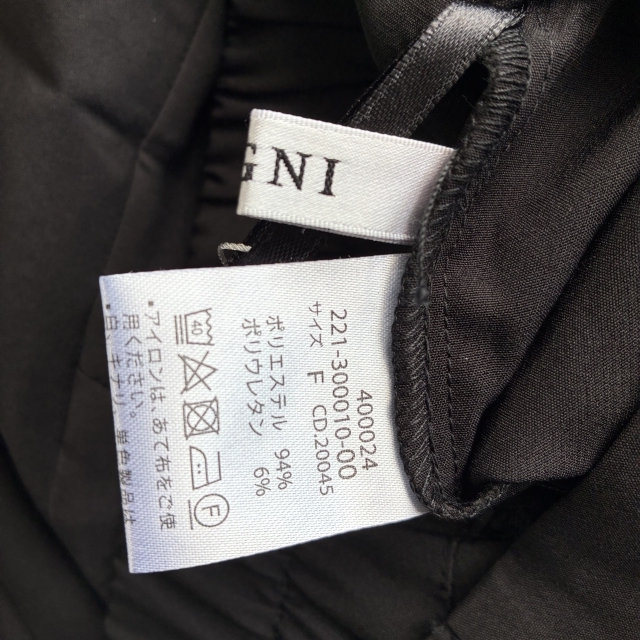 GNI
400024
221-300010-00
サイズ F CD.20045
ポリエステル 94%
ポリウレタン 6%
40
F
*アイロンは、あて布をご使
用ください。